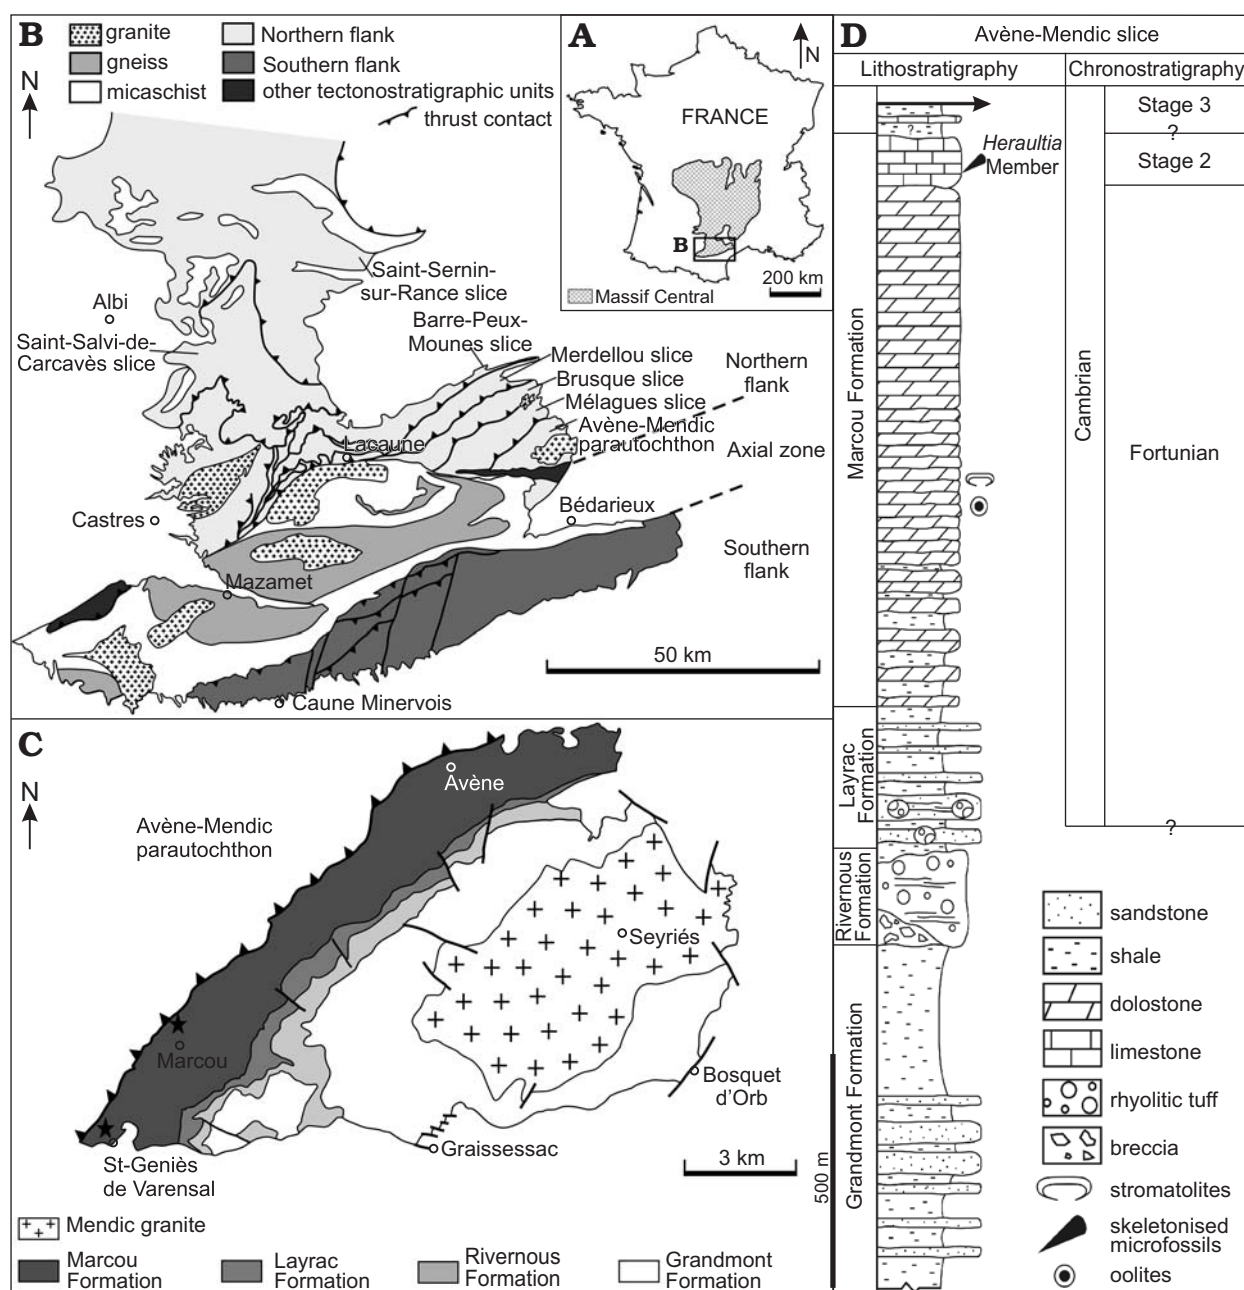 B
granite
gneiss
micaschist
Northern flank
Southern flank
other tectonostratigraphic units
thrust contact
N
Saint-Sernin-
sur-Rance slice
Albi
Saint-Salvi-de-
Carcavès slice
Barre-Peux-
Mounes slice
Merdellou slice
Brusque slice
Mélagues slice
Avène-Mendic
parautochthon
Northern
flank
Axial zone
Southern
flank
Lacaune
Castres
Bédarieux
Mazamet
50 km
Caune Minervois
A
N
FRANCE
B
200 km
Massif Central
C
N
Avène-Mendic
parautochthon
Avène
Seyriés
Marcou
Bosquet
d'Orb
Graissessac
St-Geniès
de Varensal
3 km
Mendic granite
Marcou
Formation
Layrac
Formation
Rivernous
Formation
Grandmont
Formation
D
Avène-Mendic slice
Lithostratigraphy
Chronostratigraphy
Stage 3
?
?
Heraultia
Member
Stage 2
Marcou Formation
Cambrian
Fortunian
Layrac
Formation
?
Rivernous
Formation
Grandmont Formation
500 m
sandstone
shale
dolostone
limestone
rhyolitic tuff
breccia
stromatolites
skeletonised
microfossils
oolites